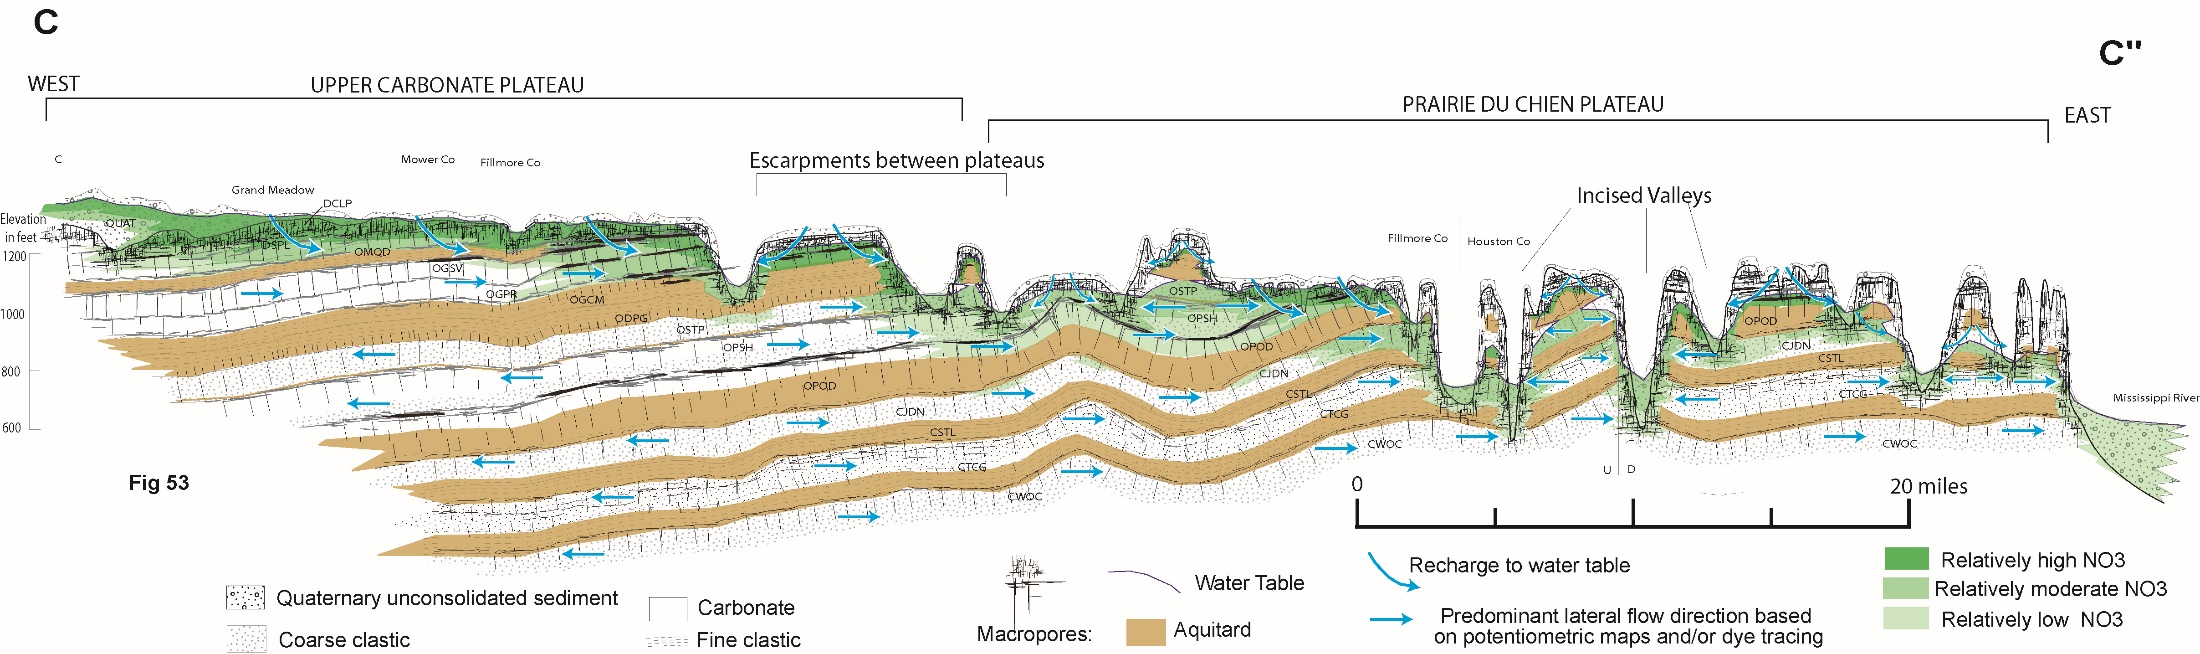 C
C"
WEST
UPPER CARBONATE PLATEAU
PRAIRIE DU CHIEN PLATEAU
EAST
C
Mower Co
Fillmore Co
Escarpments between plateaus
Grand Meadow
DCLP
Incised Valleys
Elevation
in feet
1200
1000
800
600
QUAT
DSP
OMQD
OGSV
OGPR
OGCM
ODPG
OSTP
OPSH
OPOD
CJDN
CSTL
CTCG
CWOC
OSTP
OPSH
OPOD
CJDN
CSTL
CTCG
CWOC
Fillmore Co
Houston Co
OPOD
CJDN
CSTL
CTCG
CWOC
Mississippi River
U D
Fig 53
0
20 miles
Quaternary unconsolidated sediment
Coarse clastic
Carbonate
Fine clastic
Macropores:
Water Table
Aquitard
Recharge to water table
Predominant lateral flow direction based
on potentiometric maps and/or dye tracing
Relatively high NO3
Relatively moderate NO3
Relatively low NO3